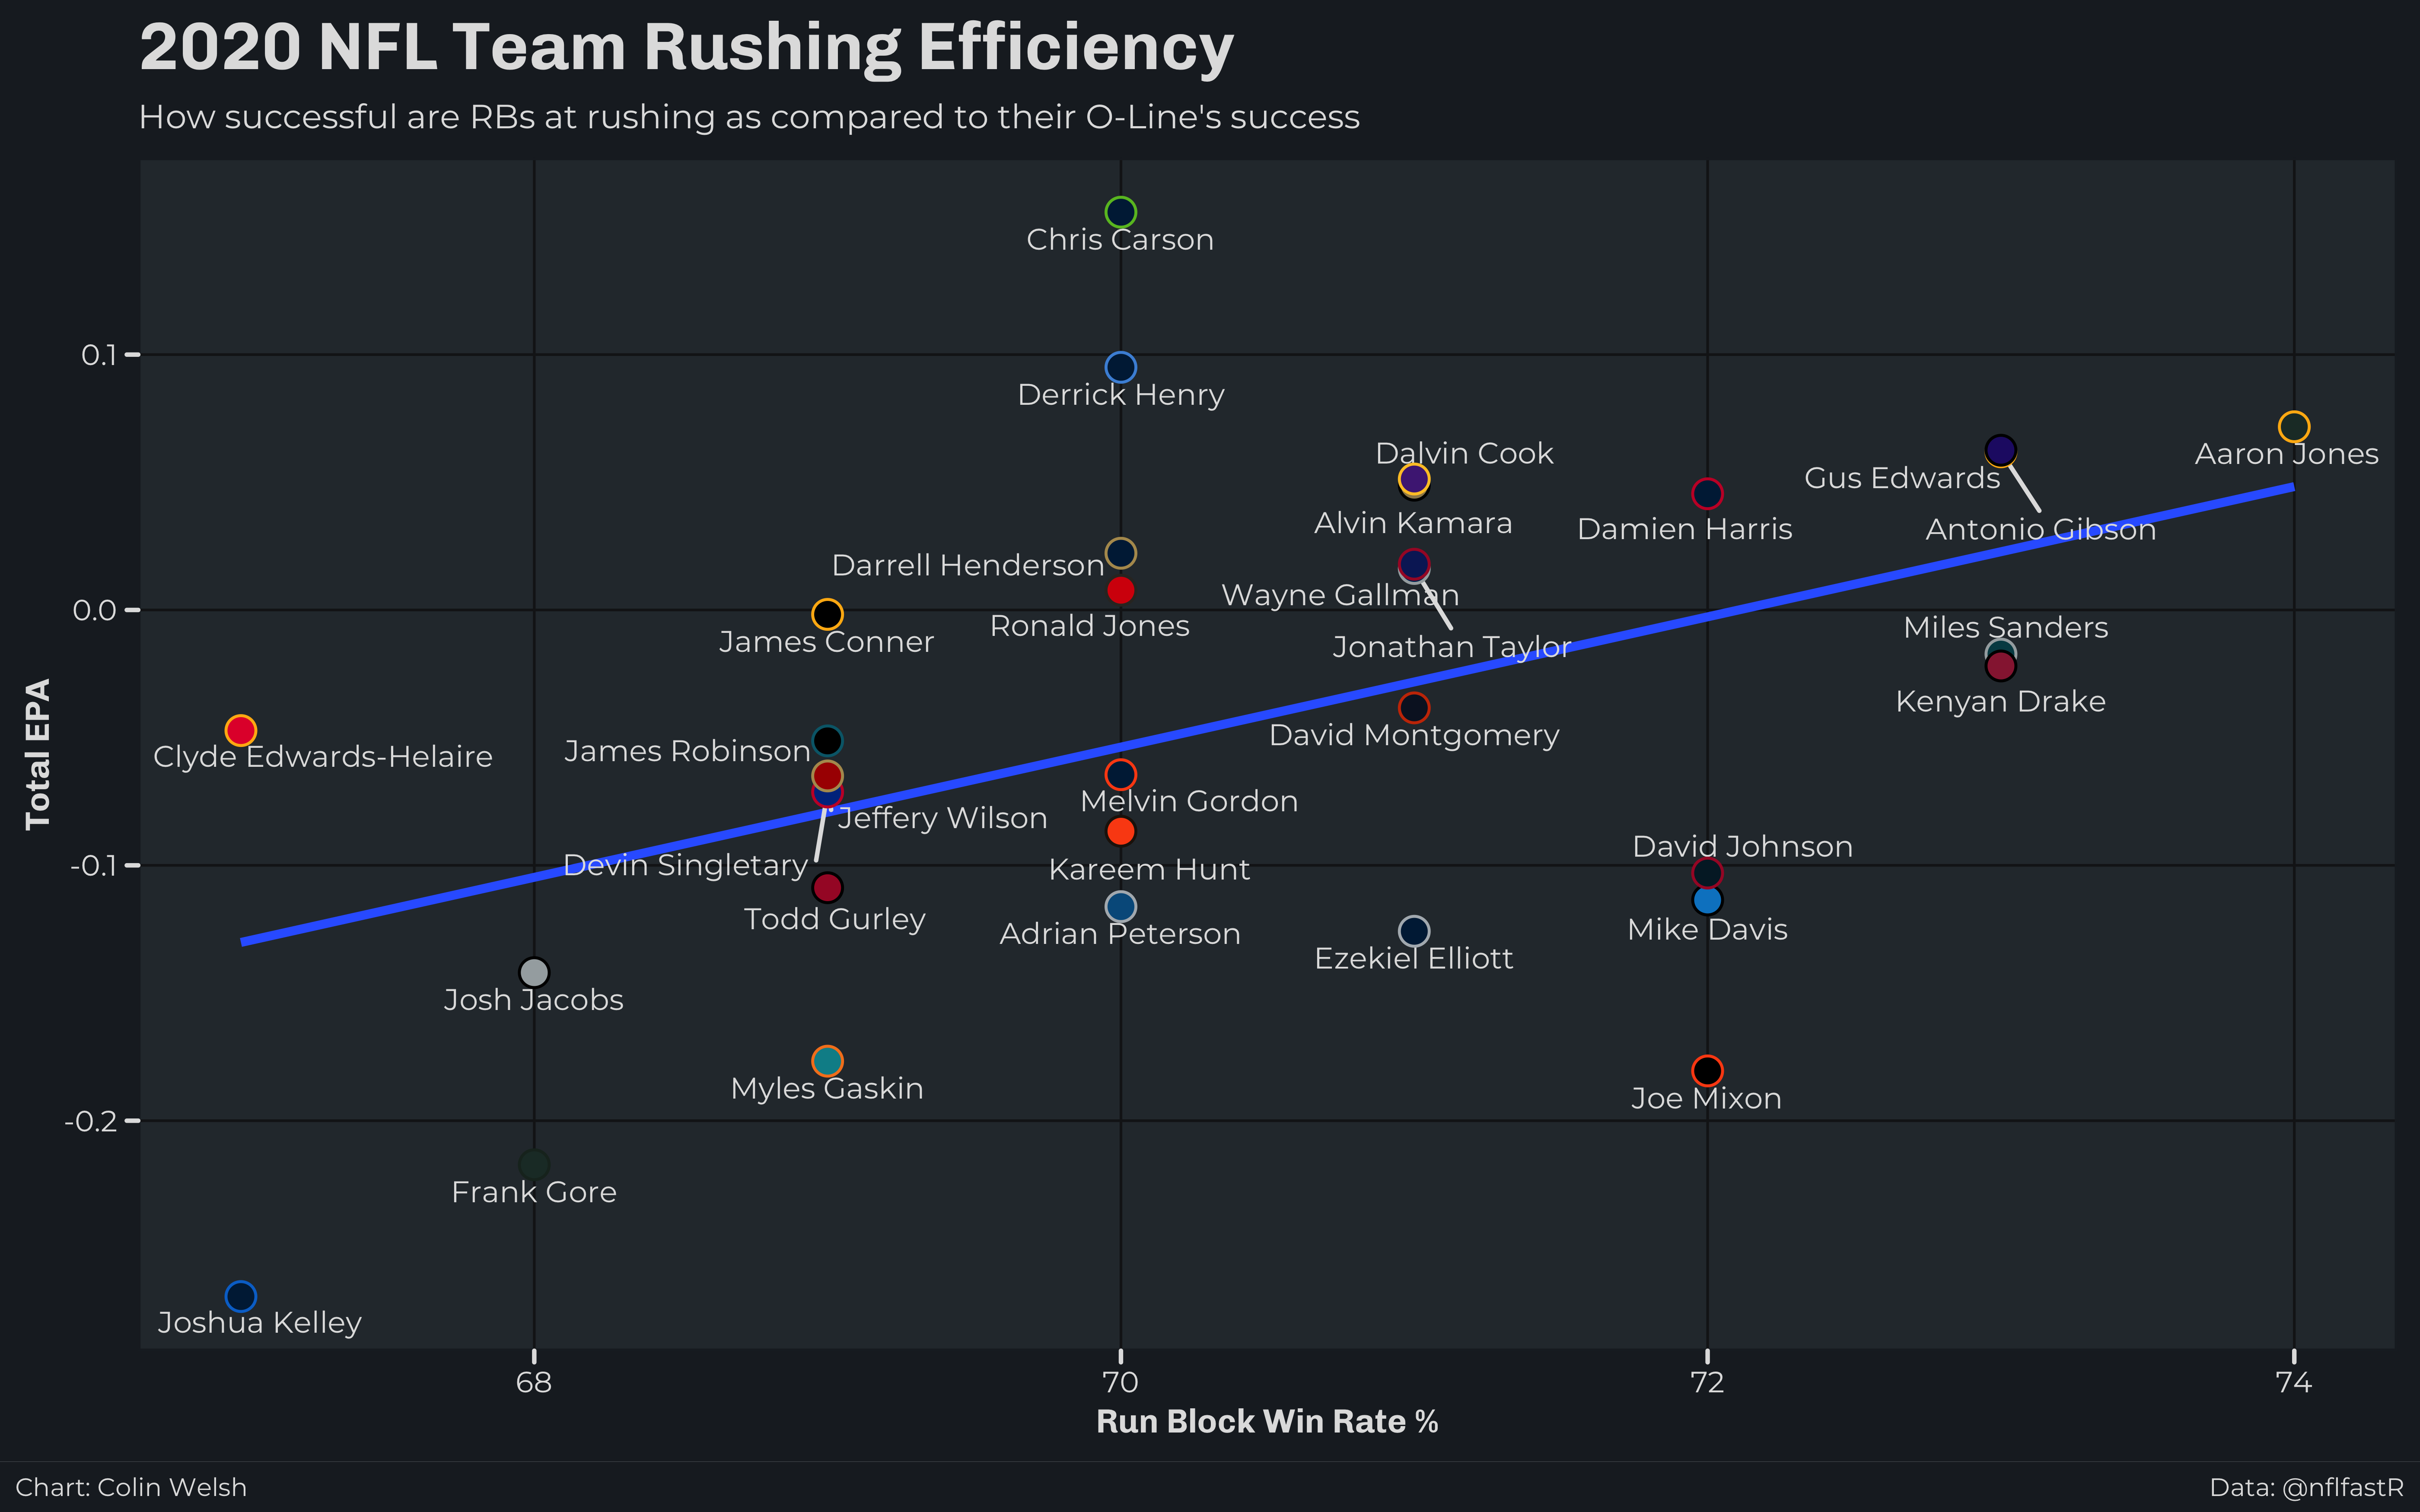 2020 NFL Team Rushing Efficiency
How successful are RBs at rushing as compared to their O-Line's success
Chris Carson
0.1
Derrick Henry
Dalvin Cook
Aaron Jones
Gus Edwards
Alvin Kamara
Damien Harris
Antonio Gibson
Darrell Henderson
Wayne Gallman
0.0
Ronald Jones
Miles Sanders
James Conner
Jonathan Taylor
Kenyan Drake
David Montgomery
James Robinson
Clyde Edwards-Helaire
Total EPA
Melvin Gordon
Jeffery Wilson
David Johnson
-0.1
Devin Singletary
Kareem Hunt
Todd Gurley
Mike Davis
Adrian Peterson
Ezekiel Elliott
Josh Jacobs
Myles Gaskin
Joe Mixon
-0.2
Frank Gore
Joshua Kelley
68
70
72
74
Run Block Win Rate %
Chart: Colin Welsh
Data: @nflfastR